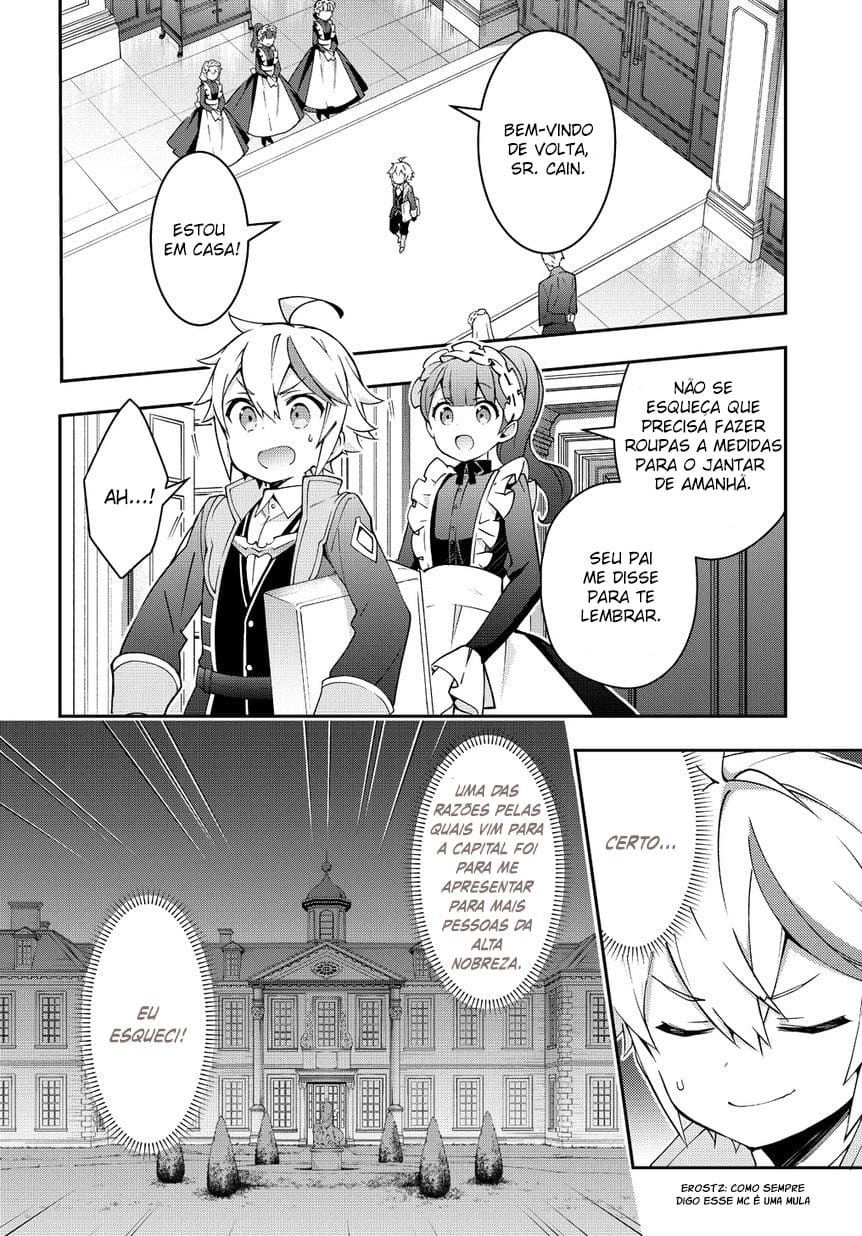 BEM-VINDO
DE VOLTA,
SR. CAIN.
ESTOU
EM CASA!
NÃO SE
ESQUEÇA QUE
PRECISA FAZER
ROUPAS A MEDIDAS
PARA O JANTAR
DE AMANHÃ.
SEU PAI
ME DISSE
PARA TE
LEMBRAR.
AH...!
CERTO...
UMA DAS
RAZÕES PELAS
QUAIS VIM PARA
A CAPITAL FOI
PARA ME
APRESENTAR
PARA MAIS
PESSOAS DA
ALTA
NOBREZA.
EU
ESQUECI!
EROSTZ: COMO SEMPRE
DIGO ESSE MC É UMA MULA